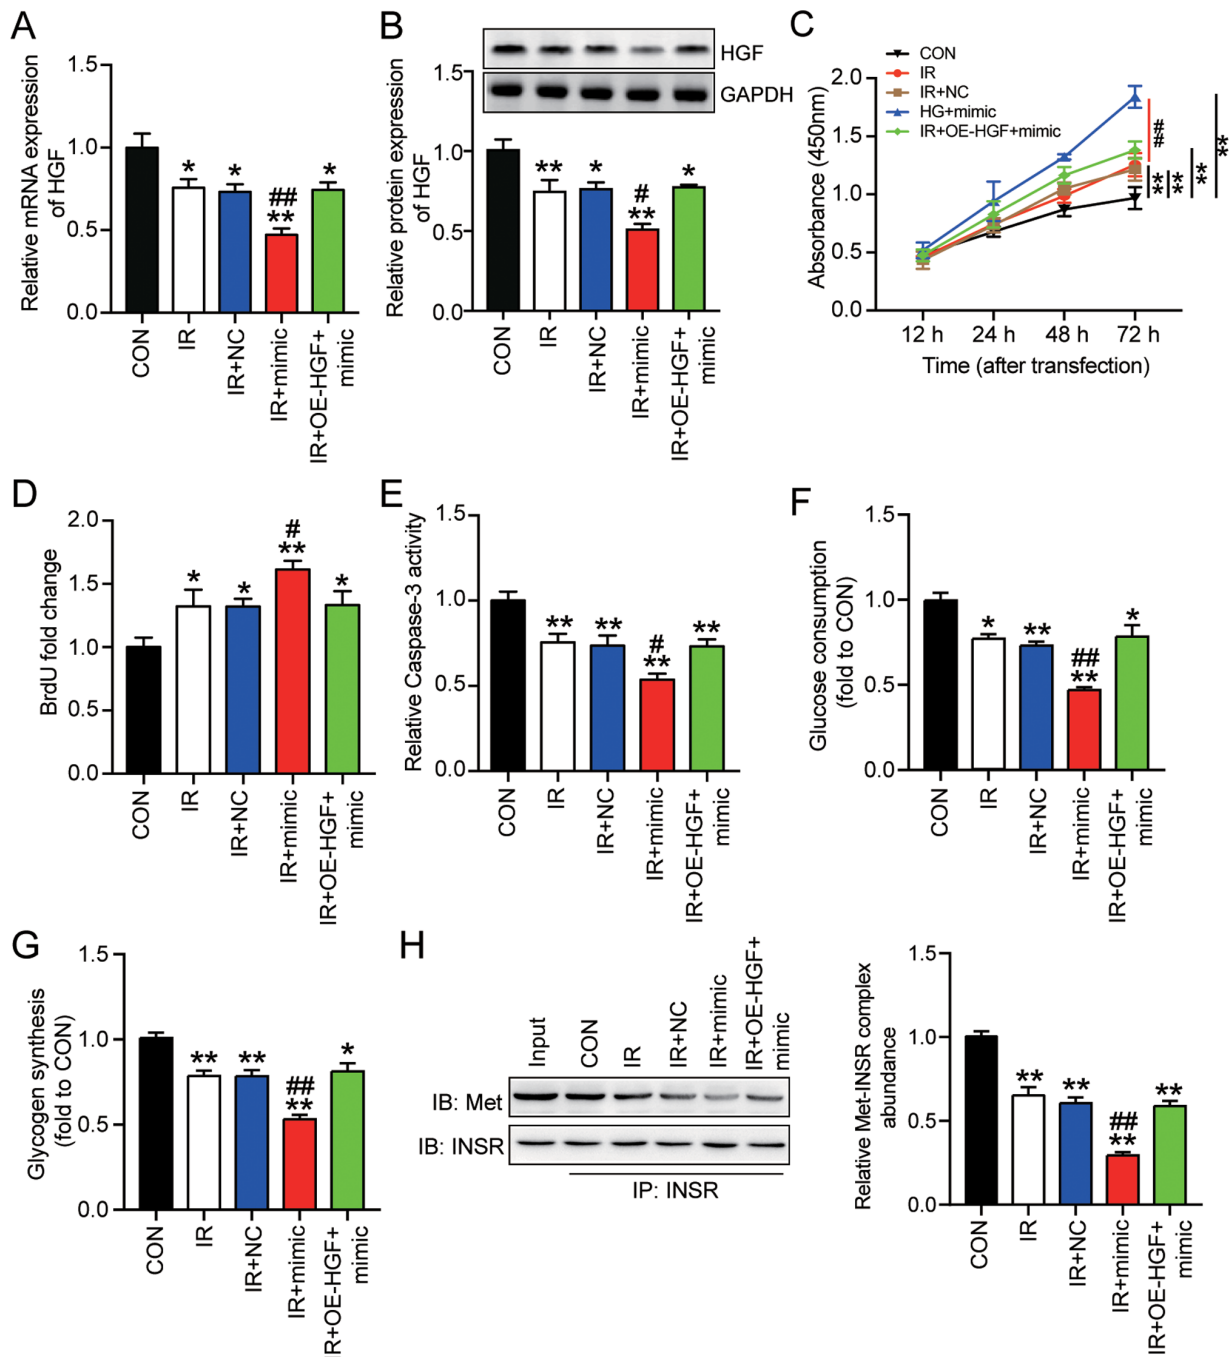 A
Relative mRNA expression
of HGF
1.5
1.0
0.5
0.0
*
*
##
**
*
CON
IR
IR+NC
IR+mimic
IR+OE-HGF+
mimic
B
HGF
GAPDH
Relative protein expression
of HGF
1.5
1.0
0.5
0.0
**
*
#
**
*
CON
IR
IR+NC
IR+mimic
IR+OE-HGF+
mimic
C
CON
IR
IR+NC
HG+mimic
IR+OE-HGF+mimic
Absorbance (450nm)
2.0
1.5
1.0
0.5
0.0
##
**
**
**
**
12 h
24 h
48 h
72 h
Time (after transfection)
D
BrdU fold change
2.0
1.5
1.0
0.5
0.0
*
*
#
**
*
CON
IR
IR+NC
IR+mimic
IR+OE-HGF+
mimic
E
Relative Caspase-3 activity
1.5
1.0
0.5
0.0
**
**
#
**
**
CON
IR
IR+NC
IR+mimic
IR+OE-HGF+
mimic
F
Glucose consumption
(fold to CON)
1.5
1.0
0.5
0.0
*
**
##
**
*
CON
IR
IR+NC
IR+mimic
IR+OE-HGF+
mimic
G
Glycogen synthesis
(fold to CON)
1.5
1.0
0.5
0.0
**
**
##
**
*
CON
IR
IR+NC
IR+mimic
R+OE-HGF+
mimic
H
Input
CON
IR
IR+NC
IR+mimic
IR+OE-HGF+
mimic
IB: Met
IB: INSR
IP: INSR
Relative Met-INSR complex
abundance
1.5
1.0
0.5
0.0
**
**
##
**
**
CON
IR
IR+NC
IR+mimic
IR+OE-HGF+
mimic